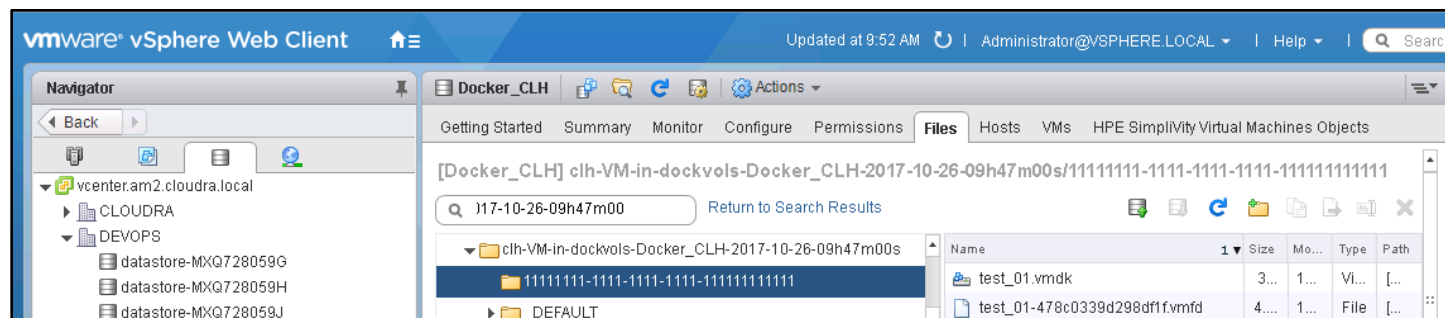 vmware® vSphere Web Client
Updated at 9:52 AM | Administrator@VSPHERE.LOCAL | Help | Searc
Navigator
Docker_CLH Actions
Back
Getting Started Summary Monitor Configure Permissions Files Hosts VMs HPE SimpliVity Virtual Machines Objects
[Docker_CLH] clh-VM-in-dockvols-Docker_CLH-2017-10-26-09h47m00s/11111111-1111-1111-1111-111111111111
vcenter.am2.cloudra.local
CLOUDRA
)17-10-26-09h47m00 Return to Search Results
DEVOPS
clh-VM-in-dockvols-Docker_CLH-2017-10-26-09h47m00s
Name 1 Size Mo... Type Path
datastore-MXQ728059G
11111111-1111-1111-1111-111111111111
test_01.vmdk 3... 1... Vi... [...
datastore-MXQ728059H
datastore-MXQ728059J
_DEFAULT
test_01-478c0339d298df1f.vmfd 4.... 1... File [...